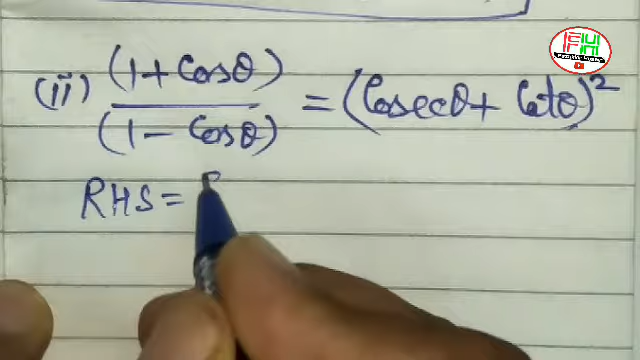 (ii) (1 + Cosθ) / (1 - Cosθ) = (Cosecθ + Cotθ)²
RHS =